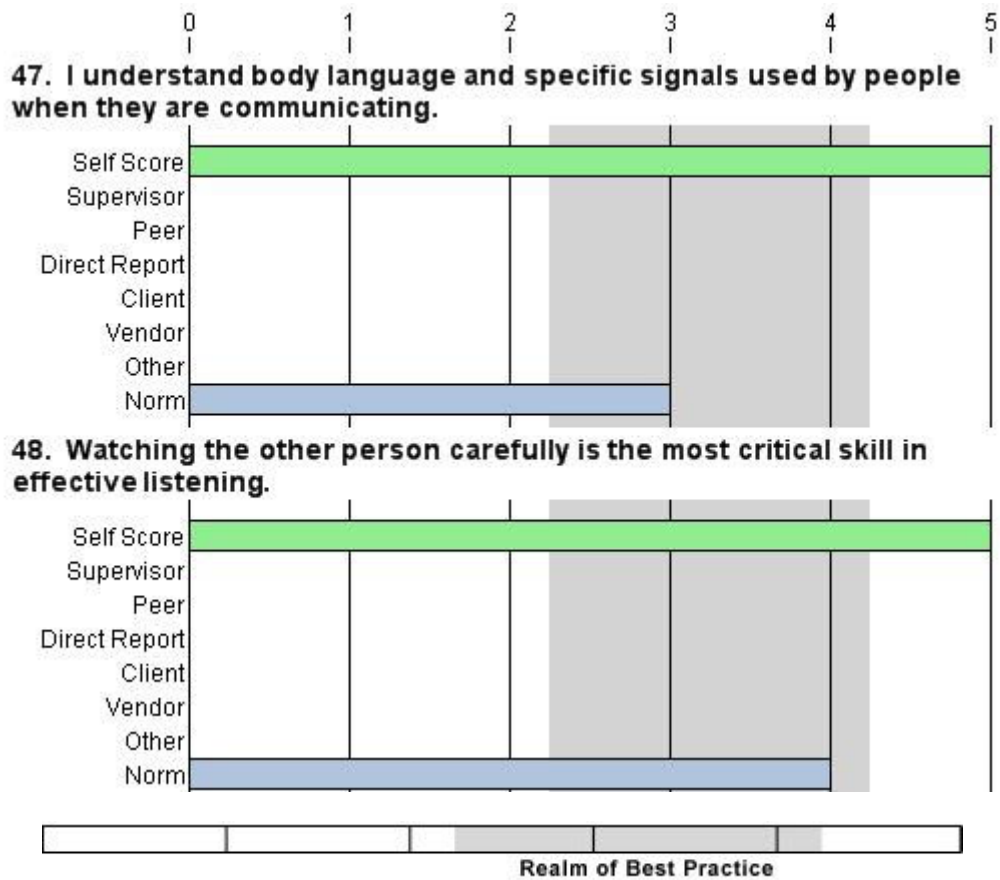 0 1 2 3 4 5
47. I understand body language and specific signals used by people
when they are communicating.
Self Score
Supervisor
Peer
Direct Report
Client
Vendor
Other
Norm
48. Watching the other person carefully is the most critical skill in
effective listening.
Self Score
Supervisor
Peer
Direct Report
Client
Vendor
Other
Norm
Realm of Best Practice